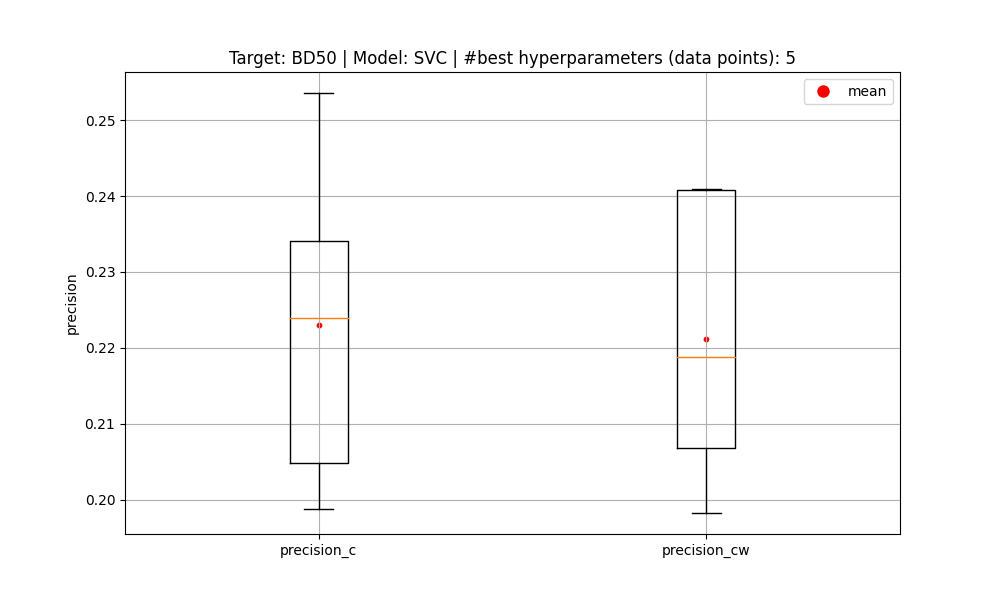 Target: BD50 | Model: SVC | #best hyperparameters (data points): 5
mean
0.25
0.24
0.23
0.22
0.21
0.20
precision
precision_c
precision_cw